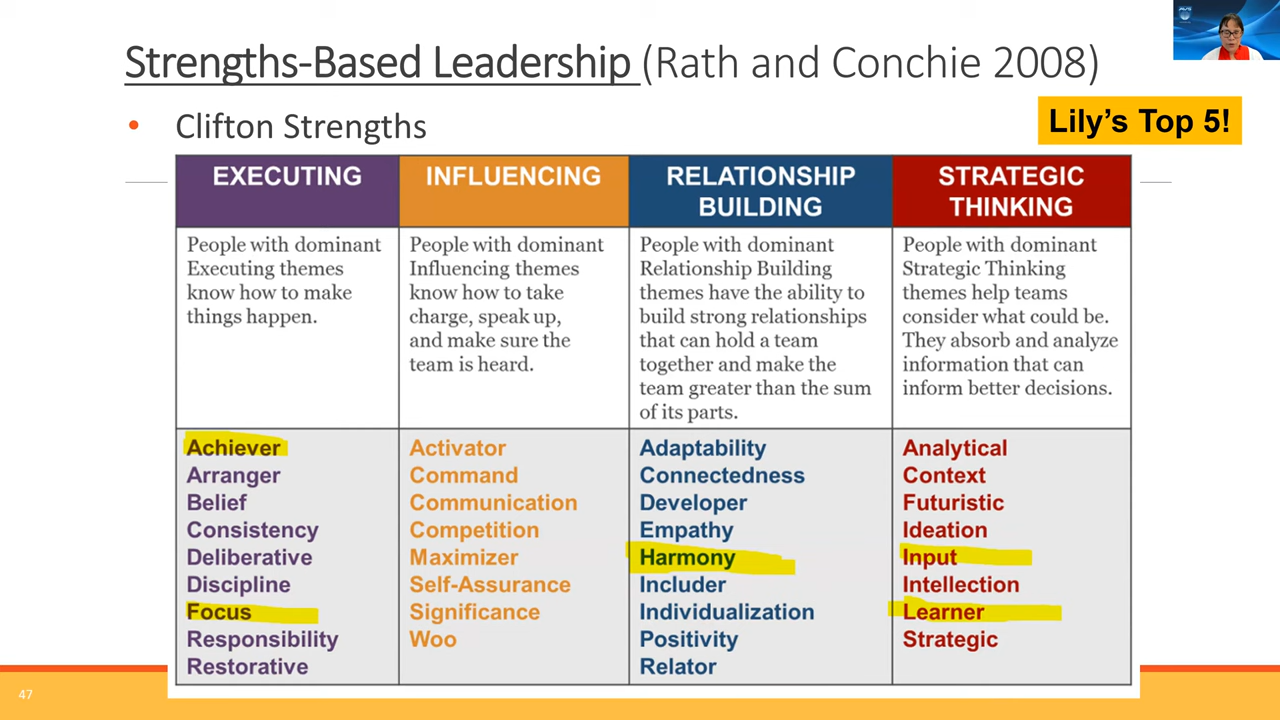 Strengths-Based Leadership (Rath and Conchie 2008)
• Clifton Strengths
Lily's Top 5!
EXECUTING
INFLUENCING
RELATIONSHIP
BUILDING
STRATEGIC
THINKING
People with dominant
Executing themes
know how to make
things happen.
People with dominant
Influencing themes
know how to take
charge, speak up,
and make sure the
team is heard.
People with dominant
Relationship Building
themes have the ability to
build strong relationships
that can hold a team
together and make the
team greater than the sum
of its parts.
People with dominant
Strategic Thinking
themes help teams
consider what could be.
They absorb and analyze
information that can
inform better decisions.
Achiever
Arranger
Belief
Consistency
Deliberative
Discipline
Focus
Responsibility
Restorative
Activator
Command
Communication
Competition
Maximizer
Self-Assurance
Significance
Woo
Adaptability
Connectedness
Developer
Empathy
Harmony
Includer
Individualization
Positivity
Relator
Analytical
Context
Futuristic
Ideation
Input
Intellection
Learner
Strategic
47